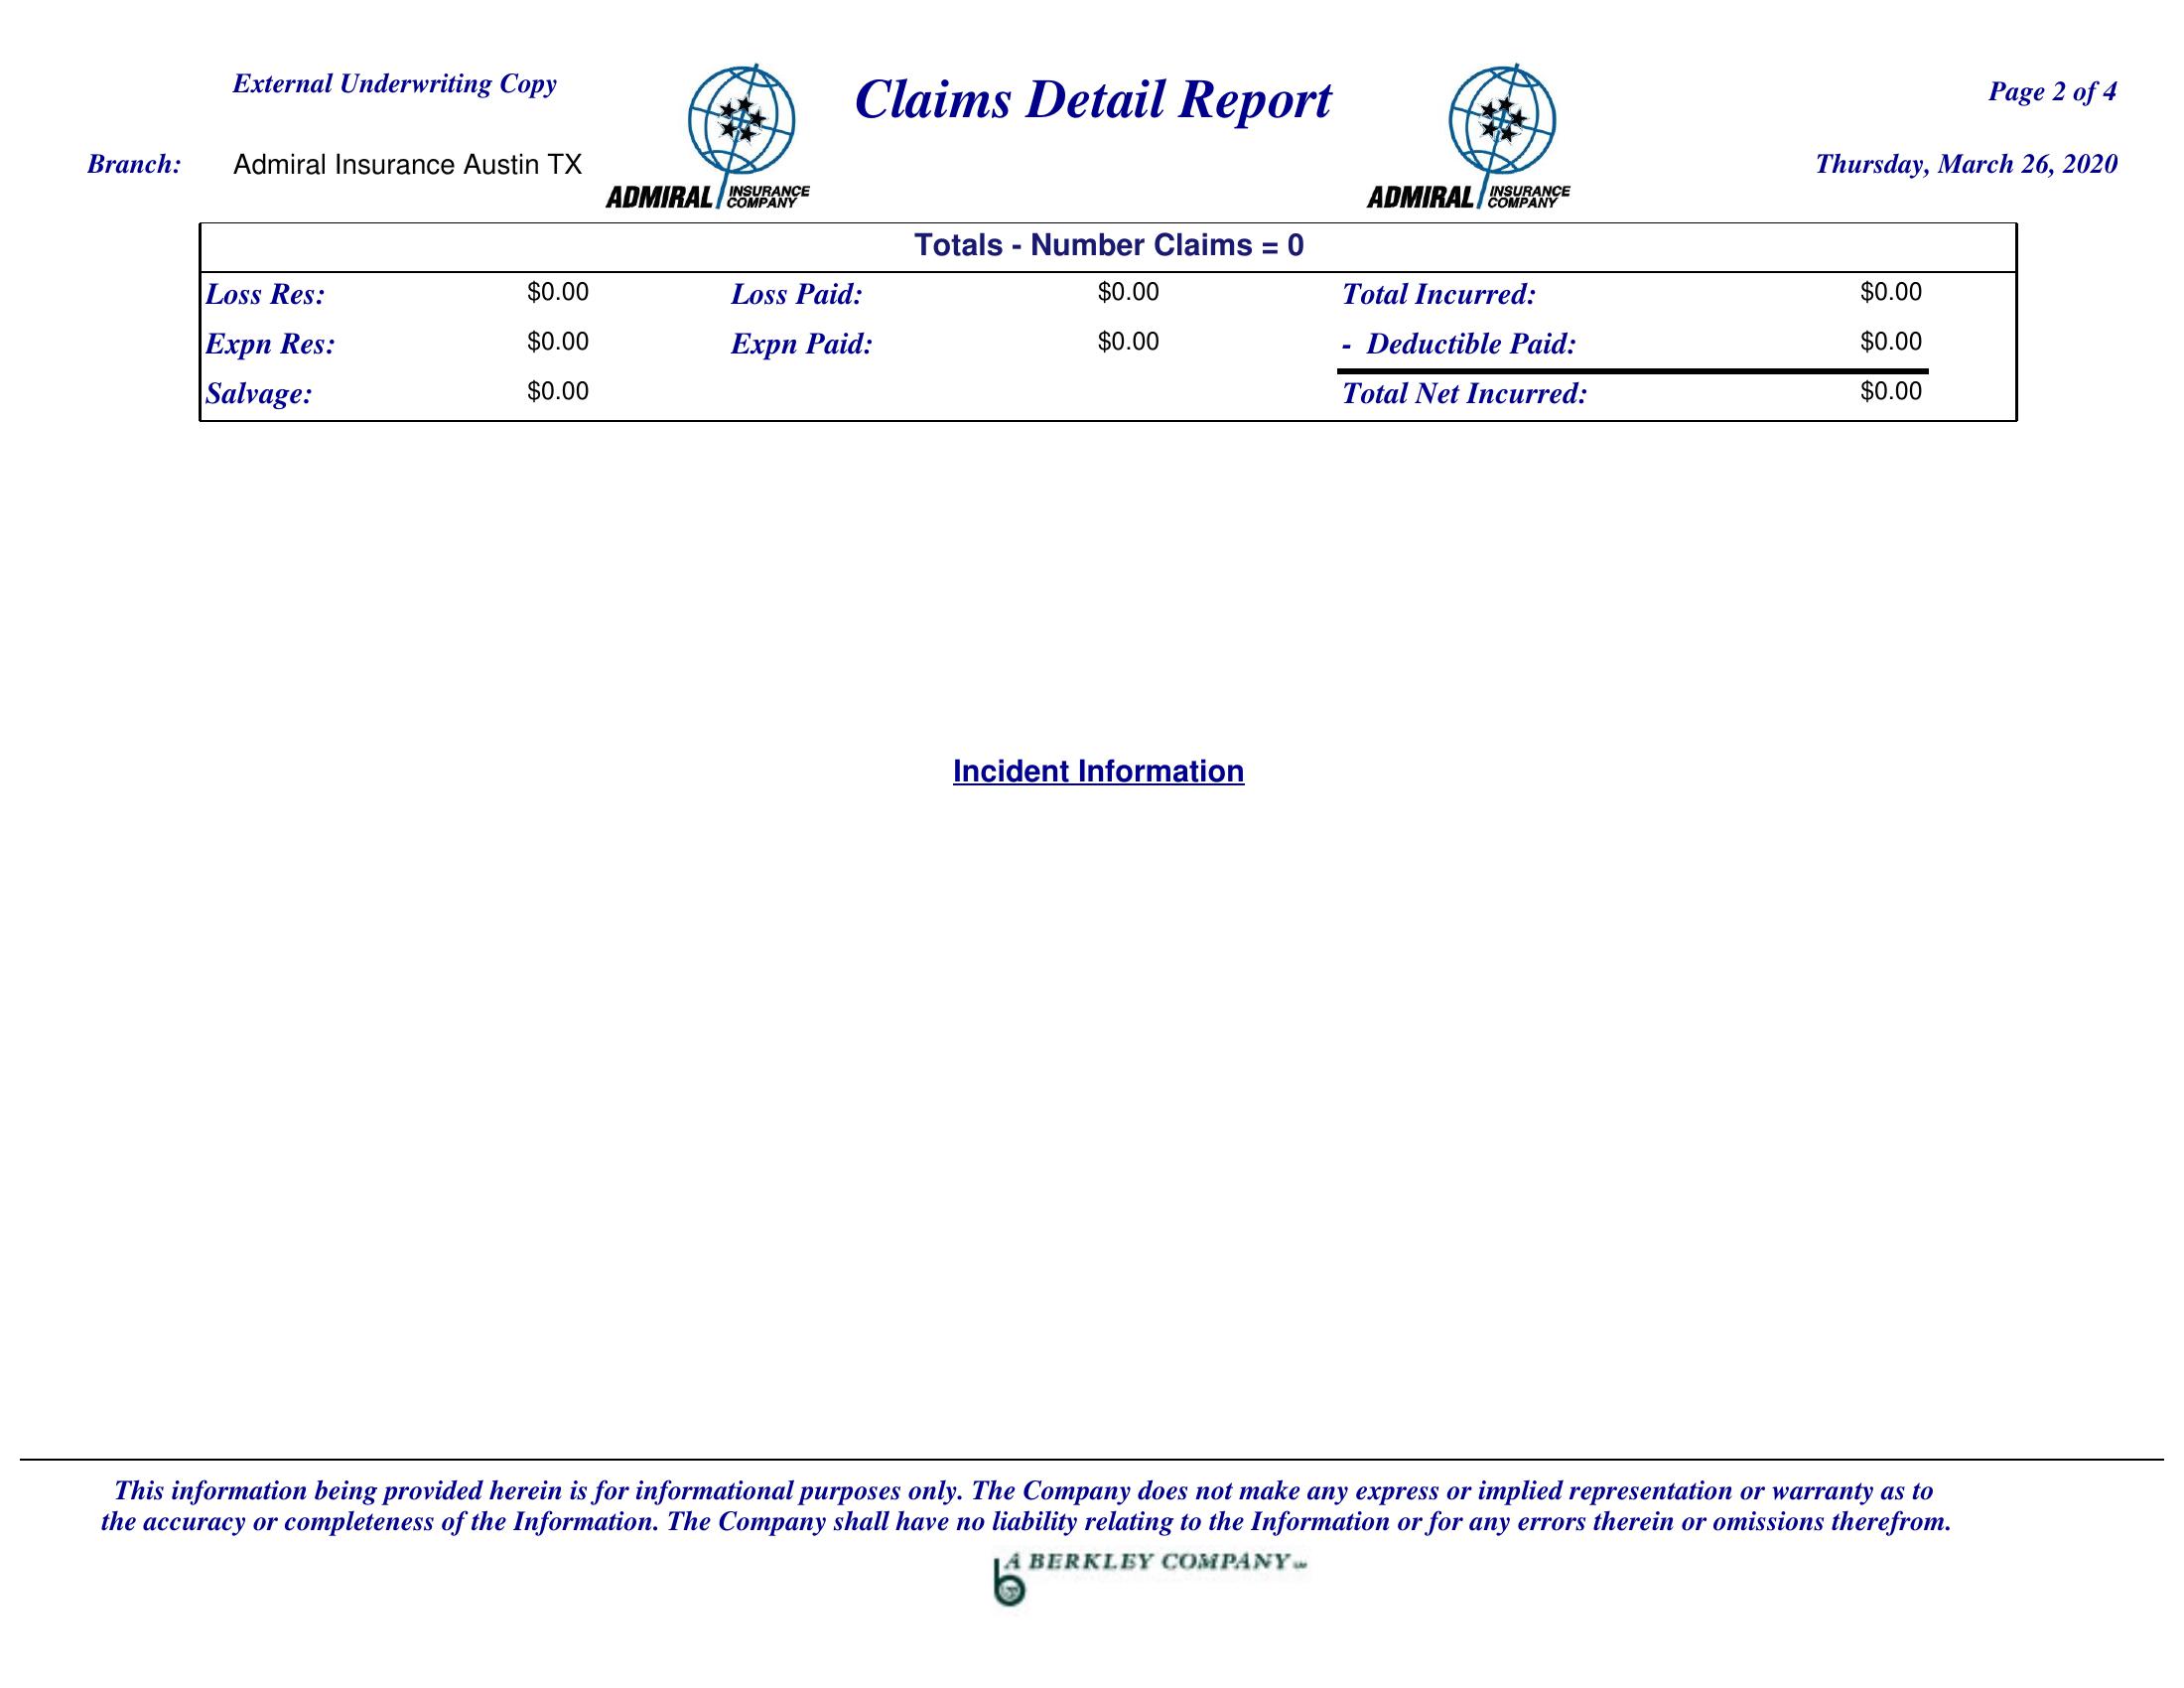 External Underwriting Copy
Claims Detail Report
Page 2 of 4
Branch: Admiral Insurance Austin TX
Thursday, March 26, 2020
ADMIRAL INSURANCE COMPANY
ADMIRAL INSURANCE COMPANY
Totals - Number Claims = 0
Loss Res: $0.00 Loss Paid: $0.00 Total Incurred: $0.00
Expn Res: $0.00 Expn Paid: $0.00 - Deductible Paid: $0.00
Salvage: $0.00 Total Net Incurred: $0.00
Incident Information
This information being provided herein is for informational purposes only. The Company does not make any express or implied representation or warranty as to
the accuracy or completeness of the Information. The Company shall have no liability relating to the Information or for any errors therein or omissions therefrom.
A BERKLEY COMPANY